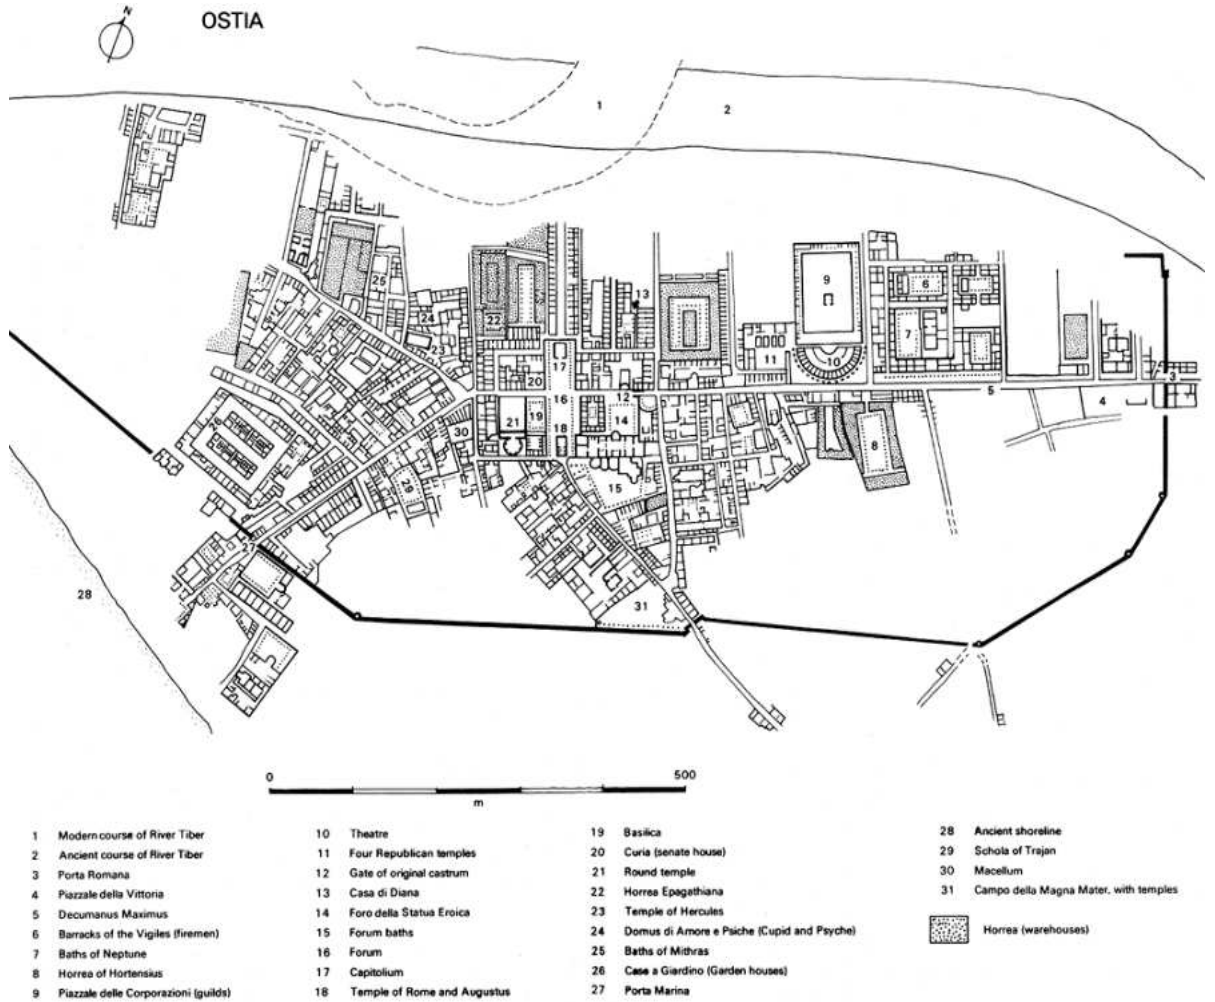 N
OSTIA
1
2
25
24
23
22
13
9
6
7
17
20
12
11
10
5
3
4
16
21
19
14
18
30
8
26
29
15
27
28
31
0
500
m
1 Modern course of River Tiber
2 Ancient course of River Tiber
3 Porta Romana
4 Piazzale della Vittoria
5 Decumanus Maximus
6 Barracks of the Vigiles (firemen)
7 Baths of Neptune
8 Horrea of Hortensius
9 Piazzale delle Corporazioni (guilds)
10 Theatre
11 Four Republican temples
12 Gate of original castrum
13 Casa di Diana
14 Foro della Statua Eroica
15 Forum baths
16 Forum
17 Capitolium
18 Temple of Rome and Augustus
19 Basilica
20 Curia (senate house)
21 Round temple
22 Horrea Epagathiana
23 Temple of Hercules
24 Domus di Amore e Psiche (Cupid and Psyche)
25 Baths of Mithras
26 Case a Giardino (Garden houses)
27 Porta Marina
28 Ancient shoreline
29 Schola of Trajan
30 Macellum
31 Campo della Magna Mater, with temples
Horrea (warehouses)